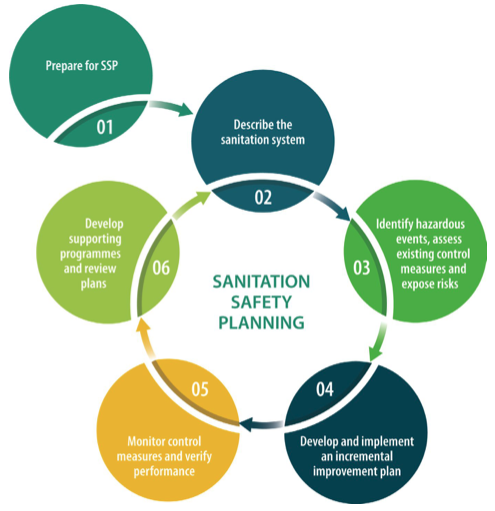 Prepare for SSP
01
Describe the
sanitation system
02
Identify hazardous
events, assess
existing control
measures and
expose risks
03
04
Develop and implement
an incremental
improvement plan
05
Monitor control
measures and verify
performance
Develop
supporting
programmes
and review
plans
06
SANITATION
SAFETY
PLANNING